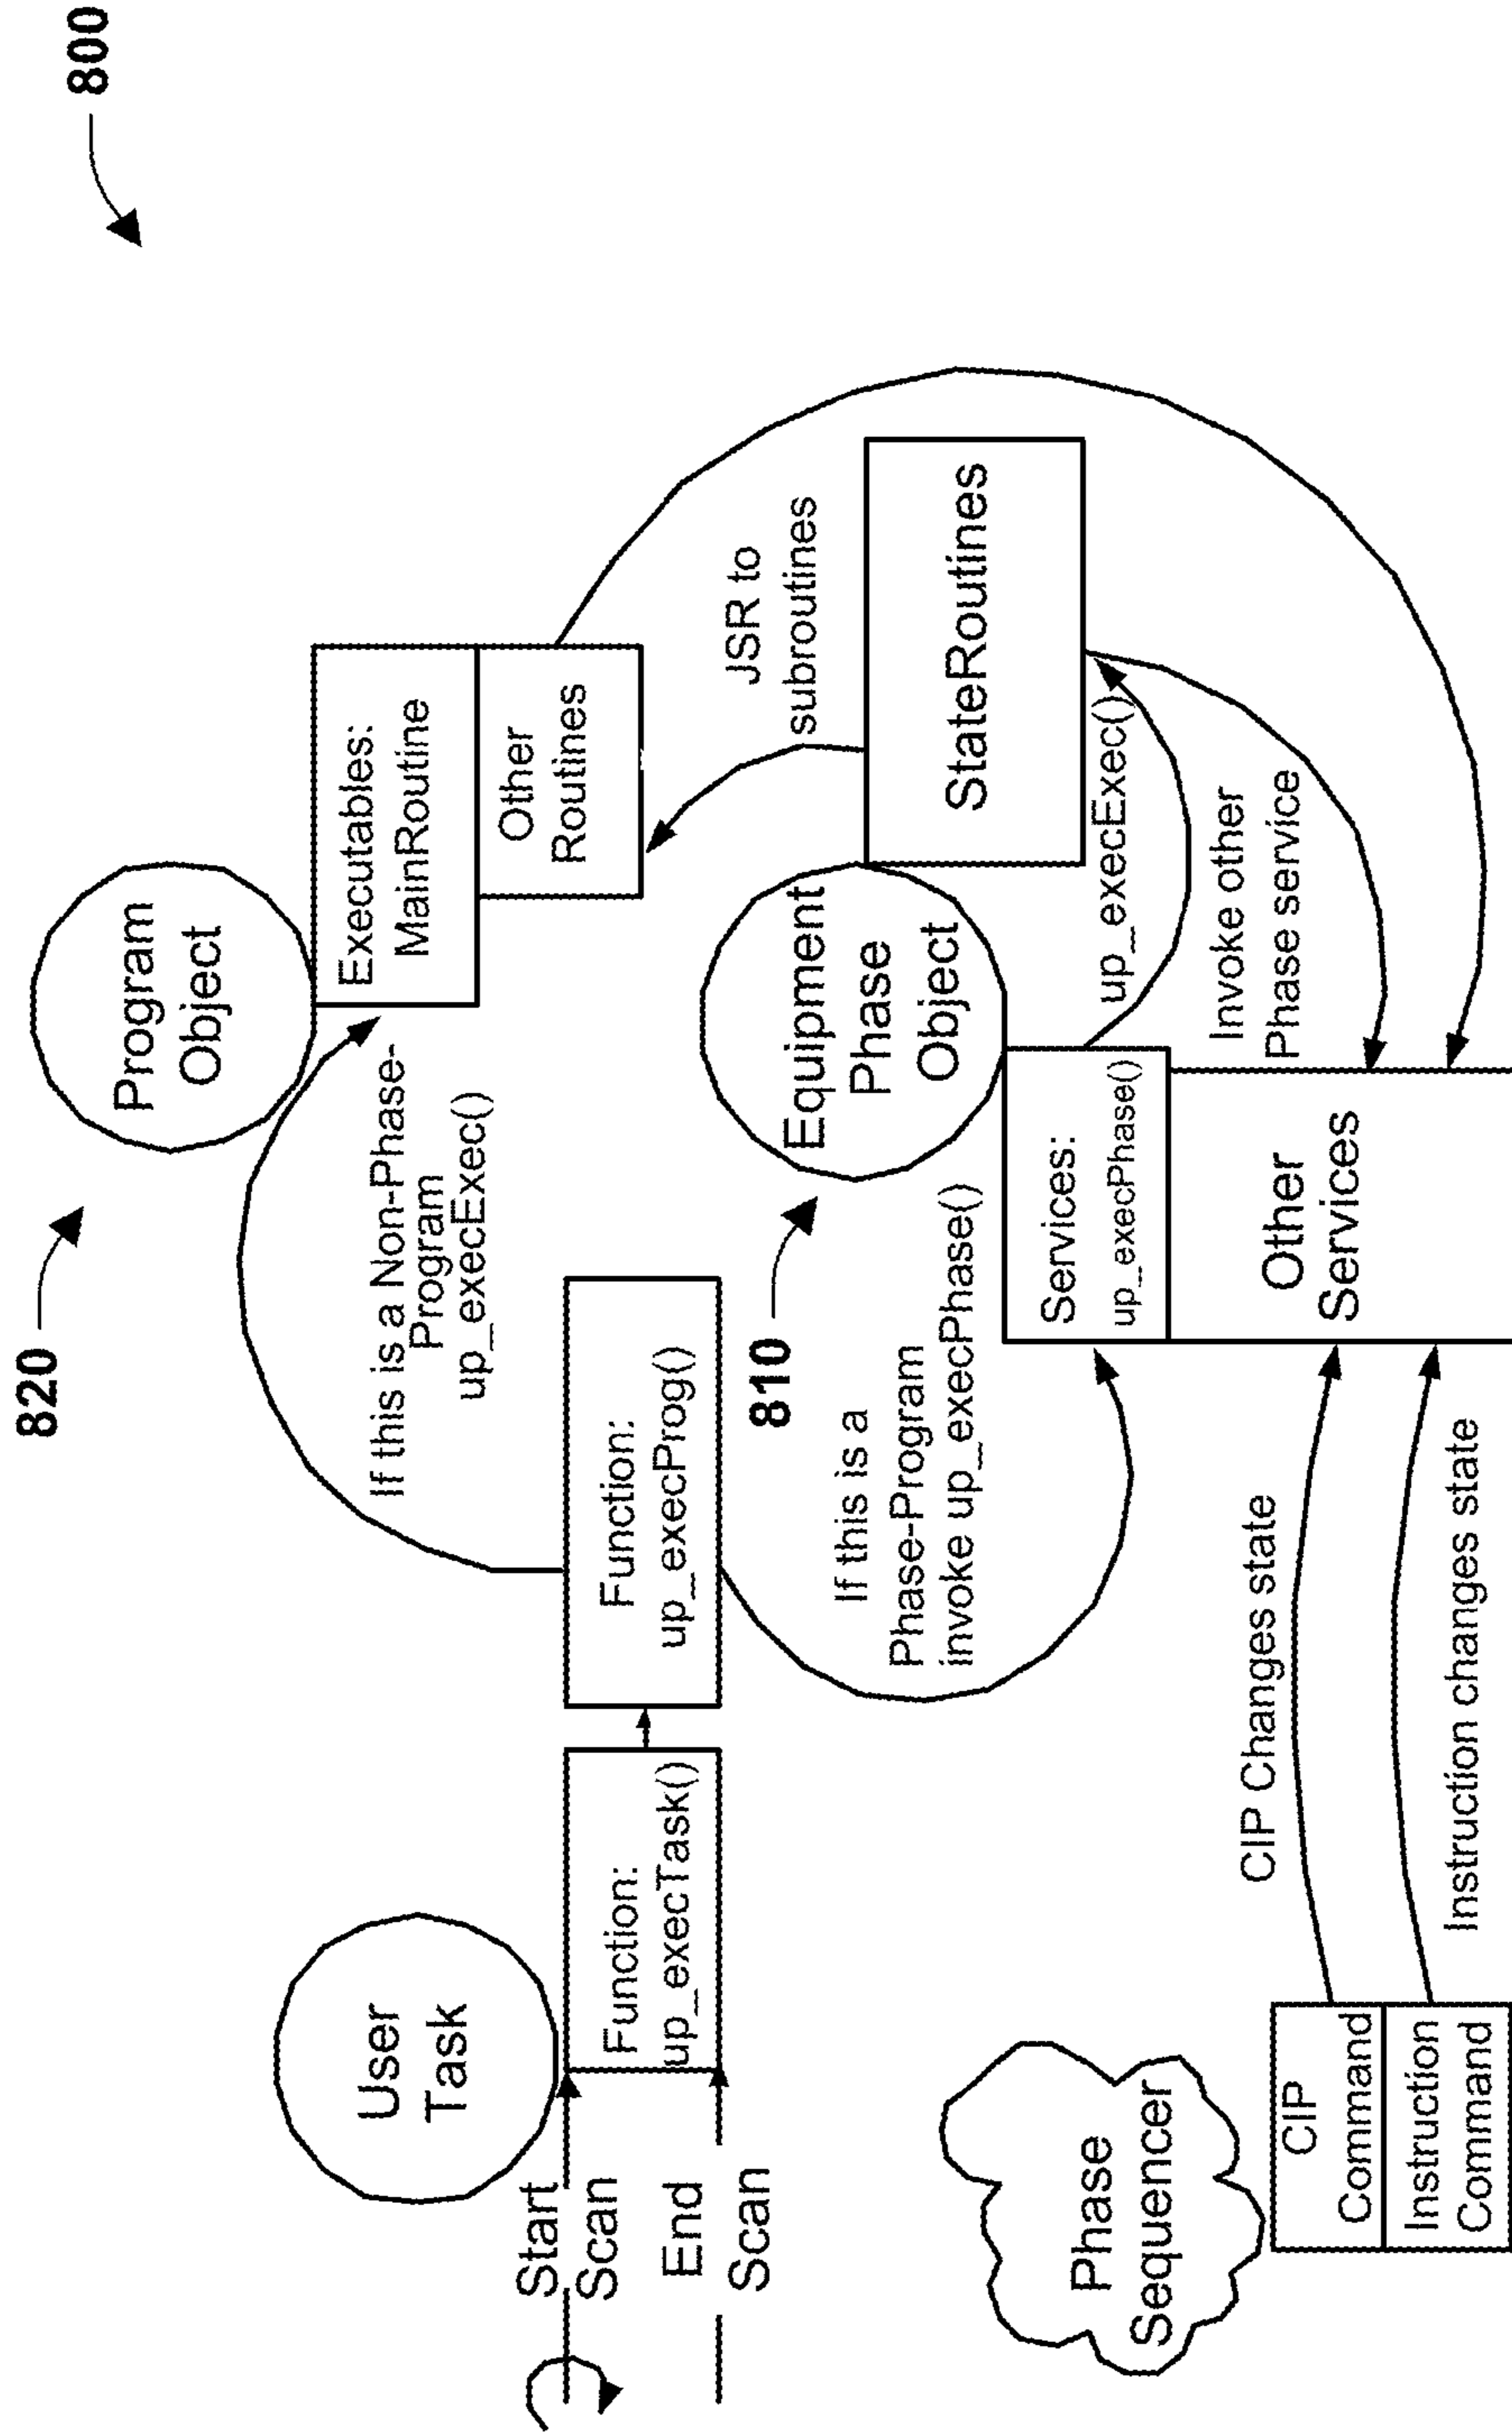 800
820
Program
Object
Executables:
MainRoutine
Other
Routines
If this is a Non-Phase-
Program
up_execExec()
User
Task
Start
Scan
End
Scan
Function:
up_execTask()
Function:
up_execProg()
JSR to
subroutines
810
Equipment
Phase
Object
StateRoutines
If this is a
Phase-Program
invoke up_execPhase()
Services:
up_execPhase()
up_execExec()
Invoke other
Phase service
Other
Services
Phase
Sequencer
CIP
Command
Instruction
Command
CIP Changes state
Instruction changes state